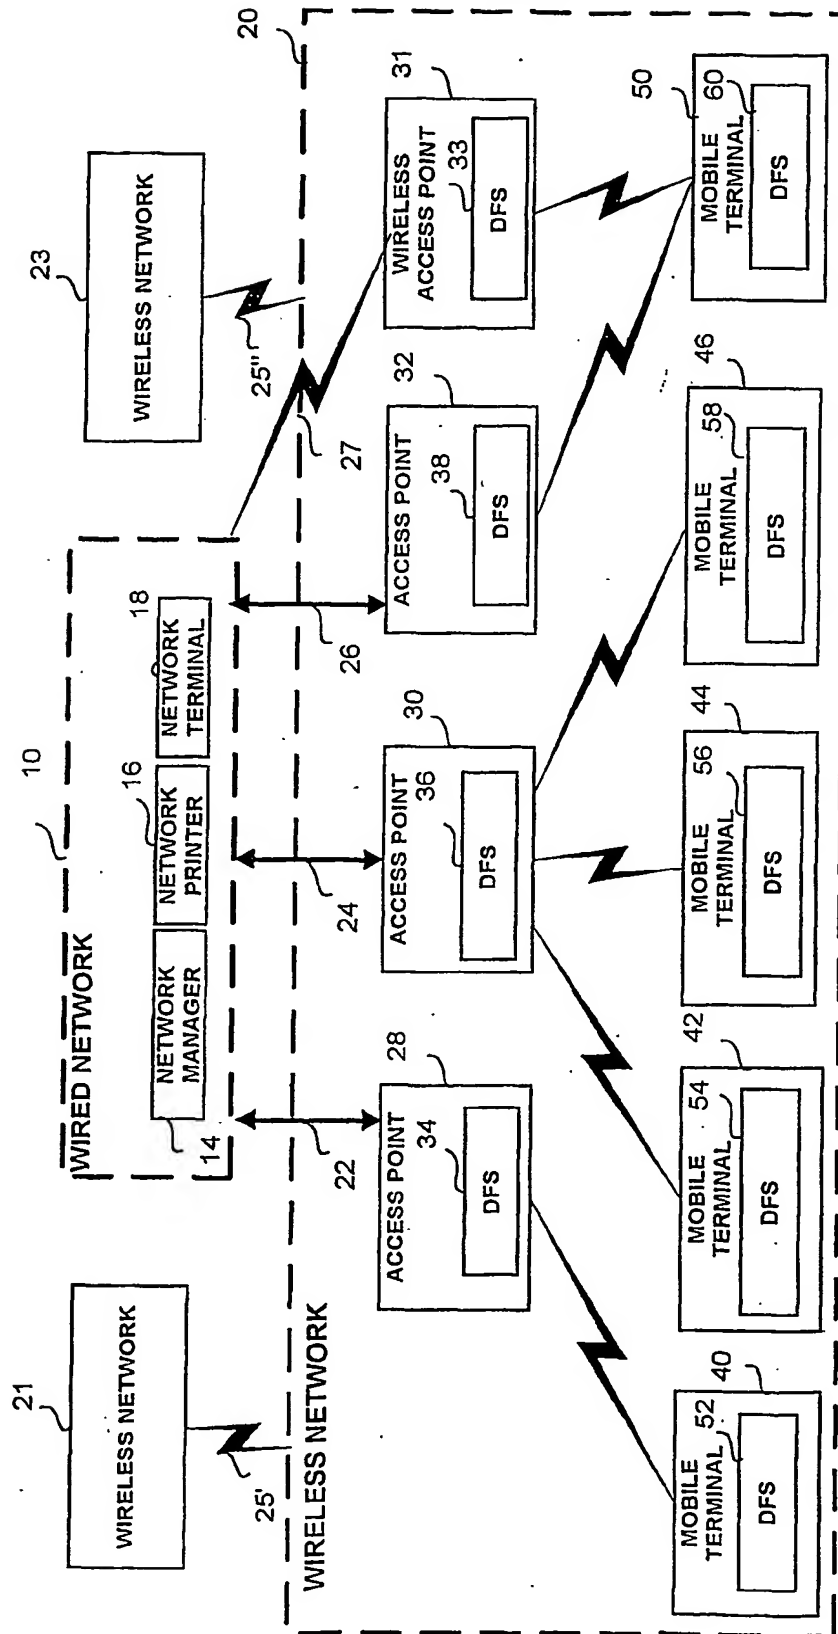 21
WIRELESS NETWORK
25'
10
WIRED NETWORK
14
NETWORK
MANAGER
16
NETWORK
PRINTER
18
NETWORK
TERMINAL
23
WIRELESS NETWORK
25"
20
WIRELESS NETWORK
22
24
26
27
28
ACCESS POINT
34
DFS
30
ACCESS POINT
36
DFS
32
ACCESS POINT
38
DFS
31
WIRELESS
ACCESS POINT
33
DFS
40
MOBILE
TERMINAL
52
DFS
42
MOBILE
TERMINAL
54
DFS
44
MOBILE
TERMINAL
56
DFS
46
MOBILE
TERMINAL
58
DFS
50
MOBILE
TERMINAL
60
DFS